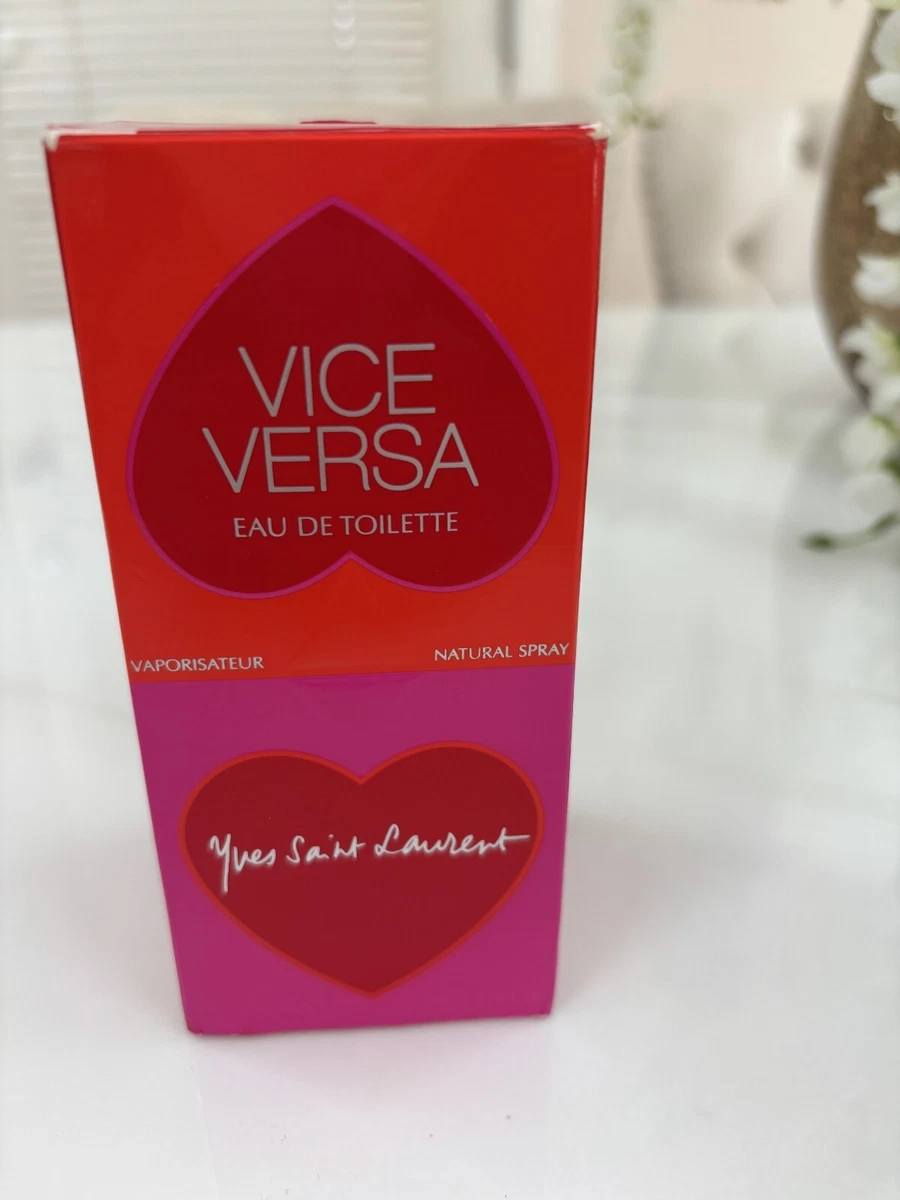 VICE
VERSA
EAU DE TOILETTE
VAPORISATEUR NATURAL SPRAY
Yves Saint Laurent